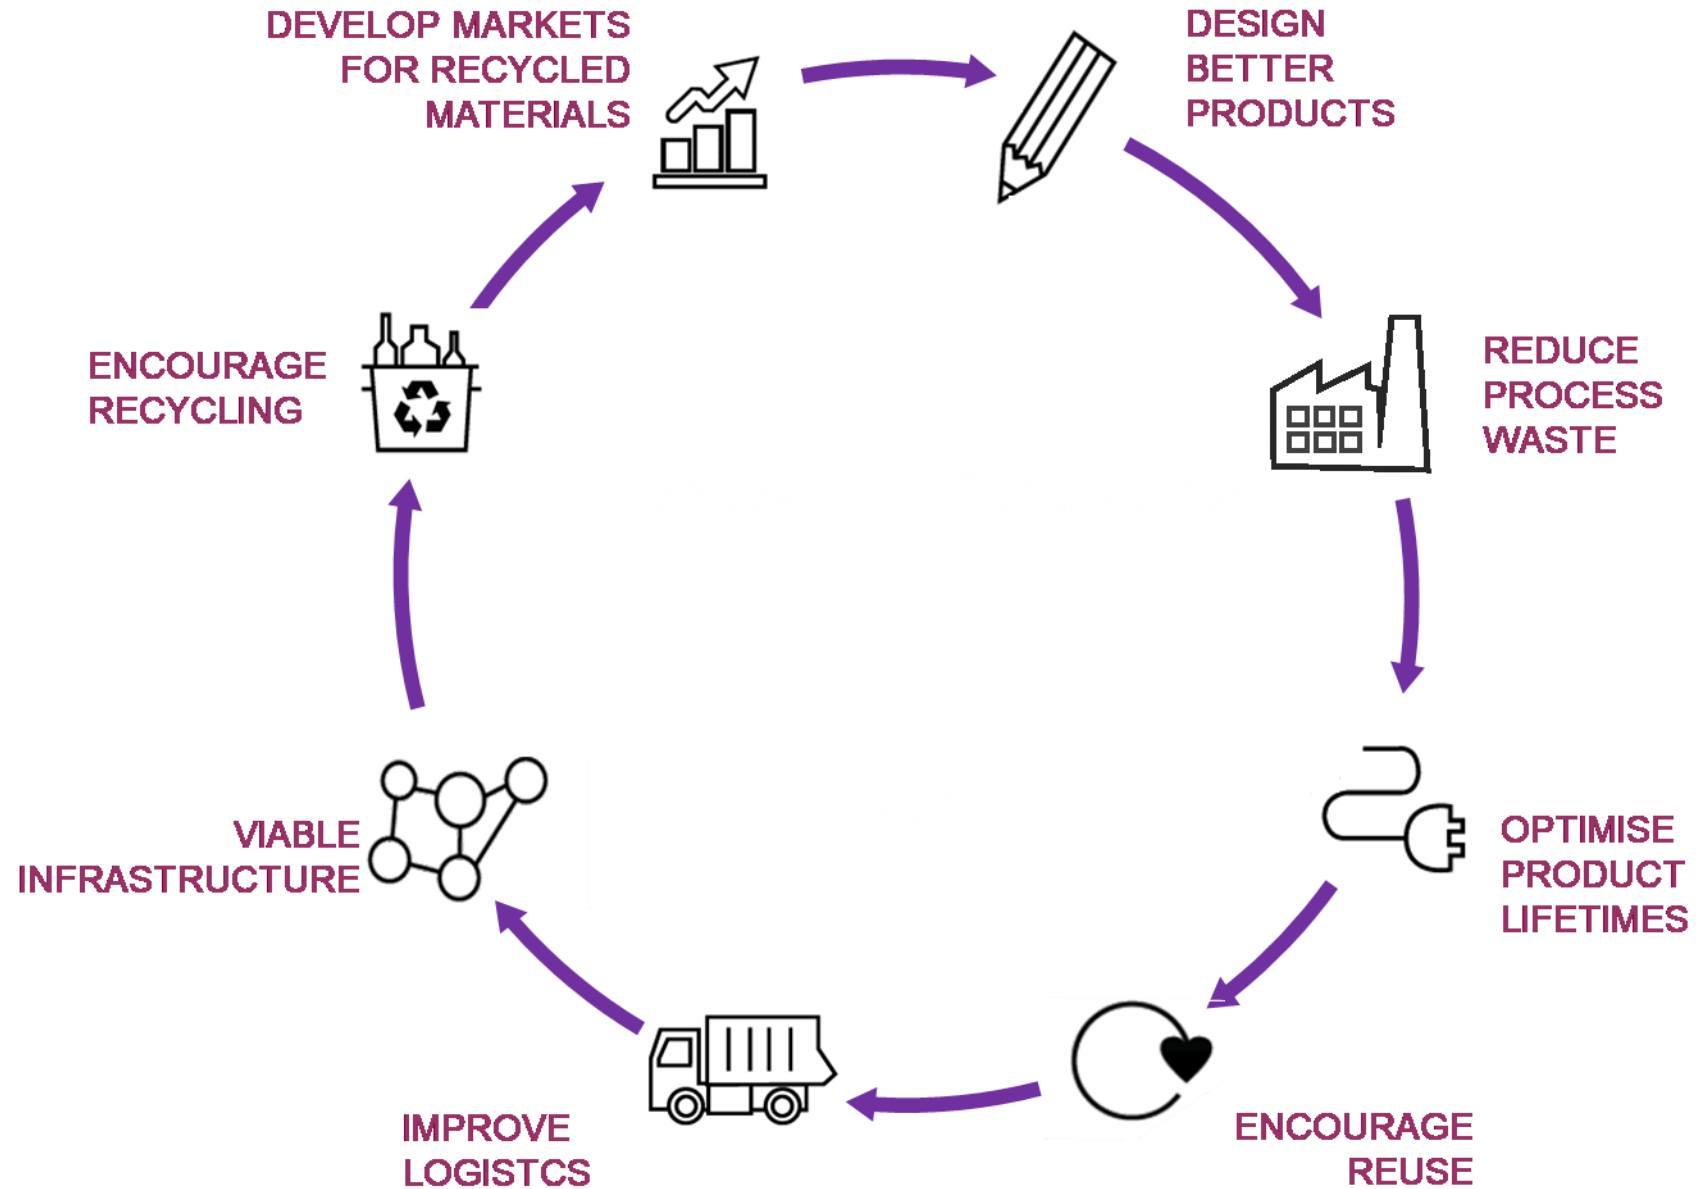 DEVELOP MARKETS
FOR RECYCLED
MATERIALS
DESIGN
BETTER
PRODUCTS
REDUCE
PROCESS
WASTE
OPTIMISE
PRODUCT
LIFETIMES
ENCOURAGE
REUSE
IMPROVE
LOGISTCS
VIABLE
INFRASTRUCTURE
ENCOURAGE
RECYCLING